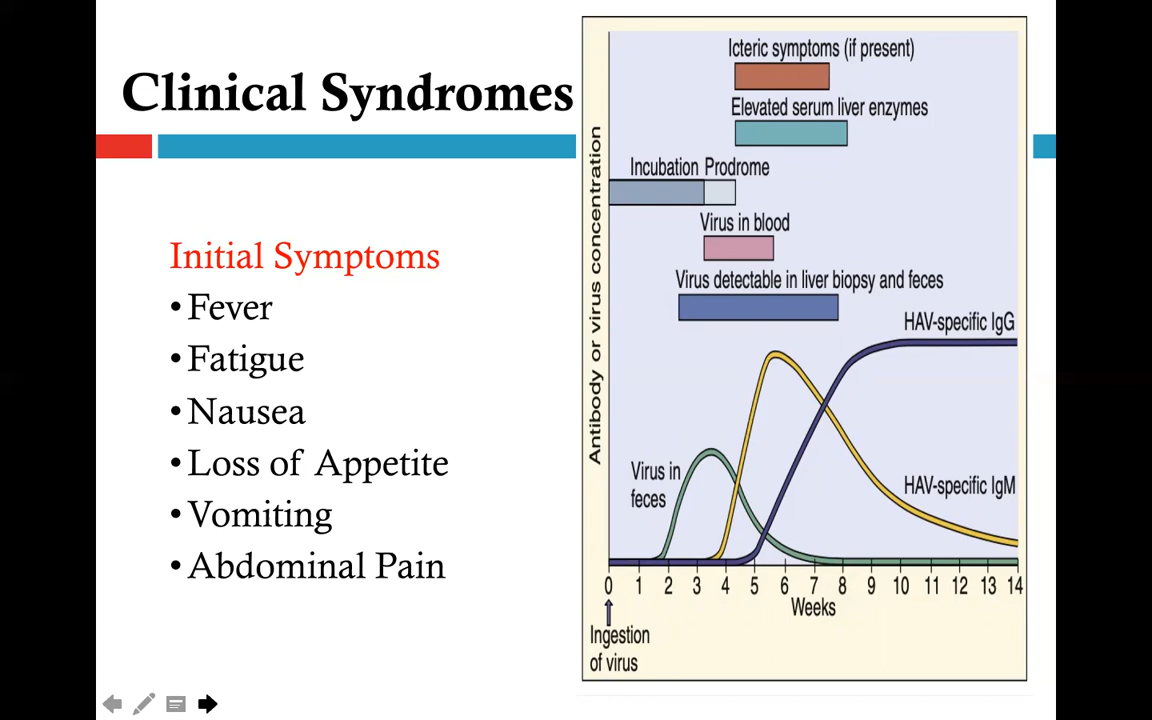 Clinical Syndromes
Initial Symptoms
•Fever
•Fatigue
•Nausea
•Loss of Appetite
•Vomiting
•Abdominal Pain
Antibody or virus concentration
Icteric symptoms (if present)
Elevated serum liver enzymes
Incubation Prodrome
Virus in blood
Virus detectable in liver biopsy and feces
HAV-specific IgG
Virus in
feces
HAV-specific IgM
0 1 2 3 4 5 6 7 8 9 10 11 12 13 14
Weeks
Ingestion
of virus